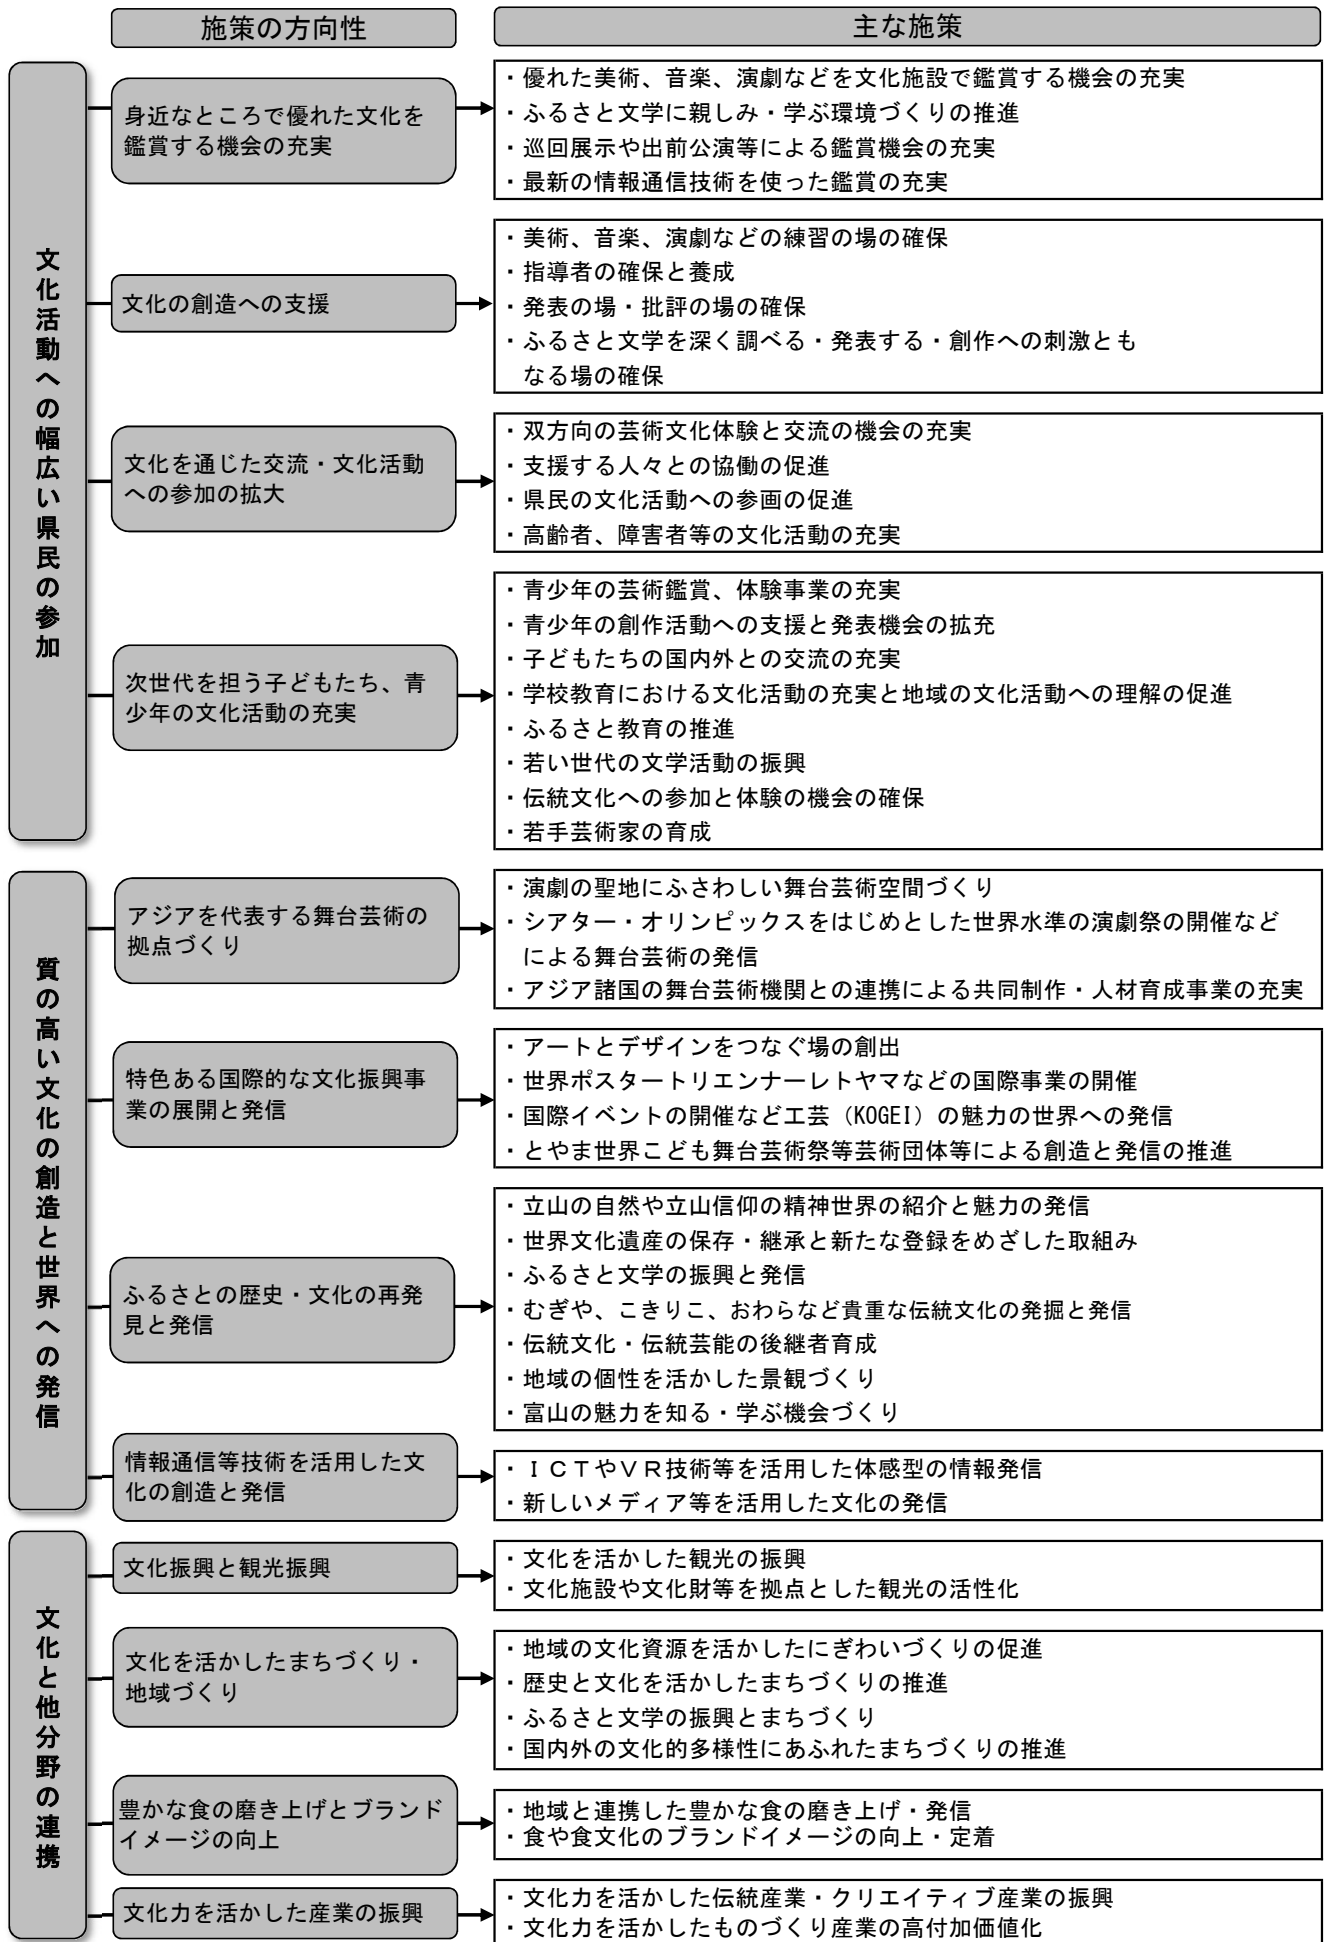 施策の方向性
主な施策
文化活動への幅広い県民の参加
身近なところで優れた文化を
鑑賞する機会の充実
・優れた美術、音楽、演劇などを文化施設で鑑賞する機会の充実
・ふるさと文学に親しみ・学ぶ環境づくりの推進
・巡回展示や出前公演等による鑑賞機会の充実
・最新の情報通信技術を使った鑑賞の充実
文化の創造への支援
・美術、音楽、演劇などの練習の場の確保
・指導者の確保と養成
・発表の場・批評の場の確保
・ふるさと文学を深く調べる・発表する・創作への刺激とも
なる場の確保
文化を通じた交流・文化活動
への参加の拡大
・双方向の芸術文化体験と交流の機会の充実
・支援する人々との協働の促進
・県民の文化活動への参画の促進
・高齢者、障害者等の文化活動の充実
次世代を担う子どもたち、青
少年の文化活動の充実
・青少年の芸術鑑賞、体験事業の充実
・青少年の創作活動への支援と発表機会の拡充
・子どもたちの国内外との交流の充実
・学校教育における文化活動の充実と地域の文化活動への理解の促進
・ふるさと教育の推進
・若い世代の文学活動の振興
・伝統文化への参加と体験の機会の確保
・若手芸術家の育成
質の高い文化の創造と世界への発信
アジアを代表する舞台芸術の
拠点づくり
・演劇の聖地にふさわしい舞台芸術空間づくり
・シアター・オリンピックスをはじめとした世界水準の演劇祭の開催など
による舞台芸術の発信
・アジア諸国の舞台芸術機関との連携による共同制作・人材育成事業の充実
特色ある国際的な文化振興事
業の展開と発信
・アートとデザインをつなぐ場の創出
・世界ポスタートリエンナーレトヤマなどの国際事業の開催
・国際イベントの開催など工芸（KOGEI）の魅力の世界への発信
・とやま世界こども舞台芸術祭等芸術団体等による創造と発信の推進
ふるさとの歴史・文化の再発
見と発信
・立山の自然や立山信仰の精神世界の紹介と魅力の発信
・世界文化遺産の保存・継承と新たな登録をめざした取組み
・ふるさと文学の振興と発信
・むぎや、こきりこ、おわらなど貴重な伝統文化の発掘と発信
・伝統文化・伝統芸能の後継者育成
・地域の個性を活かした景観づくり
・富山の魅力を知る・学ぶ機会づくり
情報通信等技術を活用した文
化の創造と発信
・ＩＣＴやＶＲ技術等を活用した体感型の情報発信
・新しいメディア等を活用した文化の発信
文化と他分野の連携
文化振興と観光振興
・文化を活かした観光の振興
・文化施設や文化財等を拠点とした観光の活性化
文化を活かしたまちづくり・
地域づくり
・地域の文化資源を活かしたにぎわいづくりの促進
・歴史と文化を活かしたまちづくりの推進
・ふるさと文学の振興とまちづくり
・国内外の文化的多様性にあふれたまちづくりの推進
豊かな食の磨き上げとブランド
イメージの向上
・地域と連携した豊かな食の磨き上げ・発信
・食や食文化のブランドイメージの向上・定着
文化力を活かした産業の振興
・文化力を活かした伝統産業・クリエイティブ産業の振興
・文化力を活かしたものづくり産業の高付加価値化